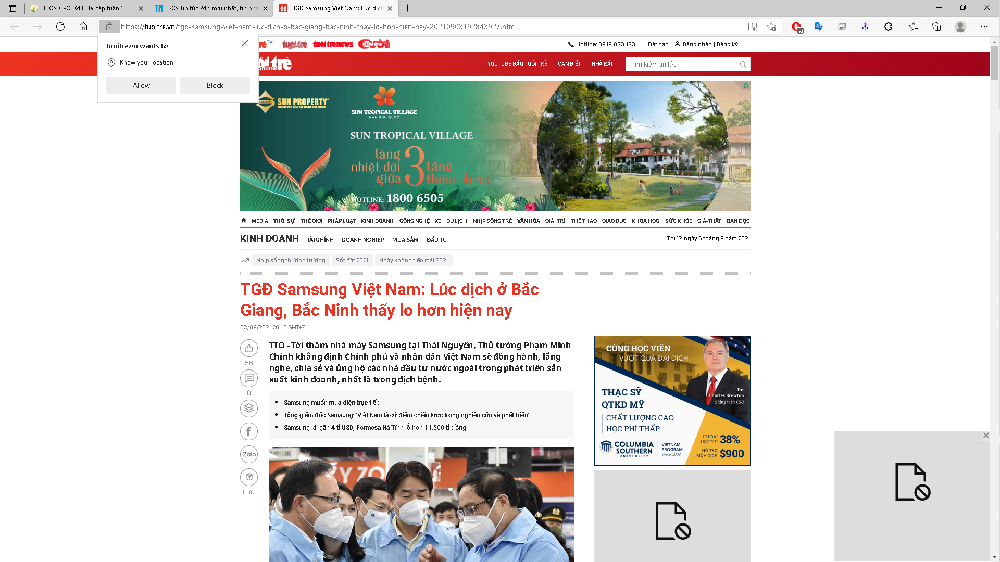 LTCSDL-CTK43: Bài tập tuần 3
RSS Tin tức 24h mới nhất, tin nha
TGĐ Samsung Việt Nam: Lúc dịch
https://tuoitre.vn/tgd-samsung-viet-nam-luc-dich-o-bac-giang-bac-ninh-thay-lo-hon-hien-nay-20210903192843927.htm
58
tuoitre.vn wants to
Know your location
Allow
Block
TV
tuổi trẻ
tuổi trẻ news
Hotline: 0918.033.133
Đặt báo
Đăng nhập | Đăng ký
online
YOUTUBE BÁO TUỔI TRẺ
CẦN BIẾT
NHÀ ĐẤT
Tìm kiếm tin tức
SUN PROPERTY
THÀNH VIÊN CỦA TẬP ĐOÀN SUN GROUP
SUN TROPICAL VILLAGE
NAM PHU QUOC
SUN TROPICAL VILLAGE
làng
nhiệt đới
giữa
3
tầng
thiên nhiên
HOTLINE: 1800 6505
MEDIA THỜI SỰ THẾ GIỚI PHÁP LUẬT KINH DOANH CÔNG NGHỆ XE DU LỊCH NHỊP SỐNG TRẺ VĂN HÓA GIẢI TRÍ THỂ THAO GIÁO DỤC KHOA HỌC SỨC KHỎE GIẢ-THẬT BẠN ĐỌC
KINH DOANH TÀI CHÍNH DOANH NGHIỆP MUA SẮM ĐẦU TƯ
Thứ 2, ngày 6 tháng 9 năm 2021
Nhịp sống thương trường
Sốt đất 2021
Ngày không tiền mặt 2021
TGĐ Samsung Việt Nam: Lúc dịch ở Bắc
Giang, Bắc Ninh thấy lo hơn hiện nay
03/09/2021 20:15 GMT+7
56
0
Zalo
Lưu
TTO - Tới thăm nhà máy Samsung tại Thái Nguyên, Thủ tướng Phạm Minh
Chính khẳng định Chính phủ và nhân dân Việt Nam sẽ đồng hành, lắng
nghe, chia sẻ và ủng hộ các nhà đầu tư nước ngoài trong phát triển sản
xuất kinh doanh, nhất là trong dịch bệnh.
Samsung muốn mua điện trực tiếp
Tổng giám đốc Samsung: 'Việt Nam là cứ điểm chiến lược trong nghiên cứu và phát triển'
Samsung lãi gần 4 tỉ USD, Formosa Hà Tĩnh lỗ hơn 11.500 tỉ đồng
CÙNG HỌC VIÊN
VƯỢT QUA ĐẠI DỊCH
THẠC SỸ
QTKD MỸ
CHẤT LƯỢNG CAO
HỌC PHÍ THẤP
Dr.
Charles Brewton
Giảng viên CSU
COLUMBIA
SOUTHERN
UNIVERSITY
VIETNAM
PROGRAM
since 2002
ƯU ĐÃI
HỌC PHÍ
38%
HỖ TRỢ
MÙA DỊCH
$900